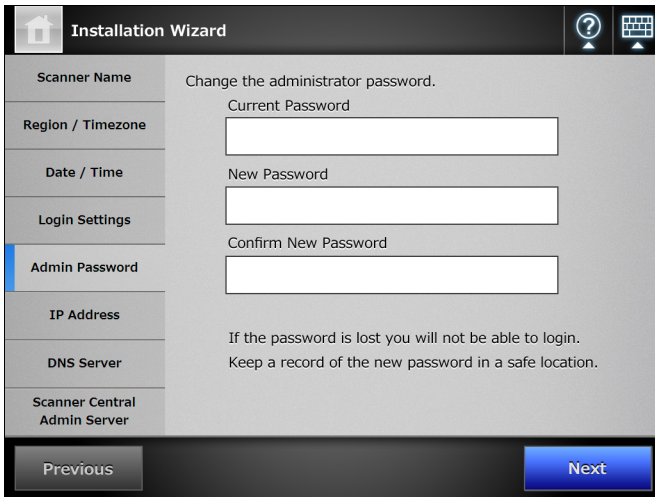 Installation Wizard
?
Scanner Name
Region / Timezone
Date / Time
Login Settings
Admin Password
IP Address
DNS Server
Scanner Central
Admin Server
Change the administrator password.
Current Password
New Password
Confirm New Password
If the password is lost you will not be able to login.
Keep a record of the new password in a safe location.
Previous
Next